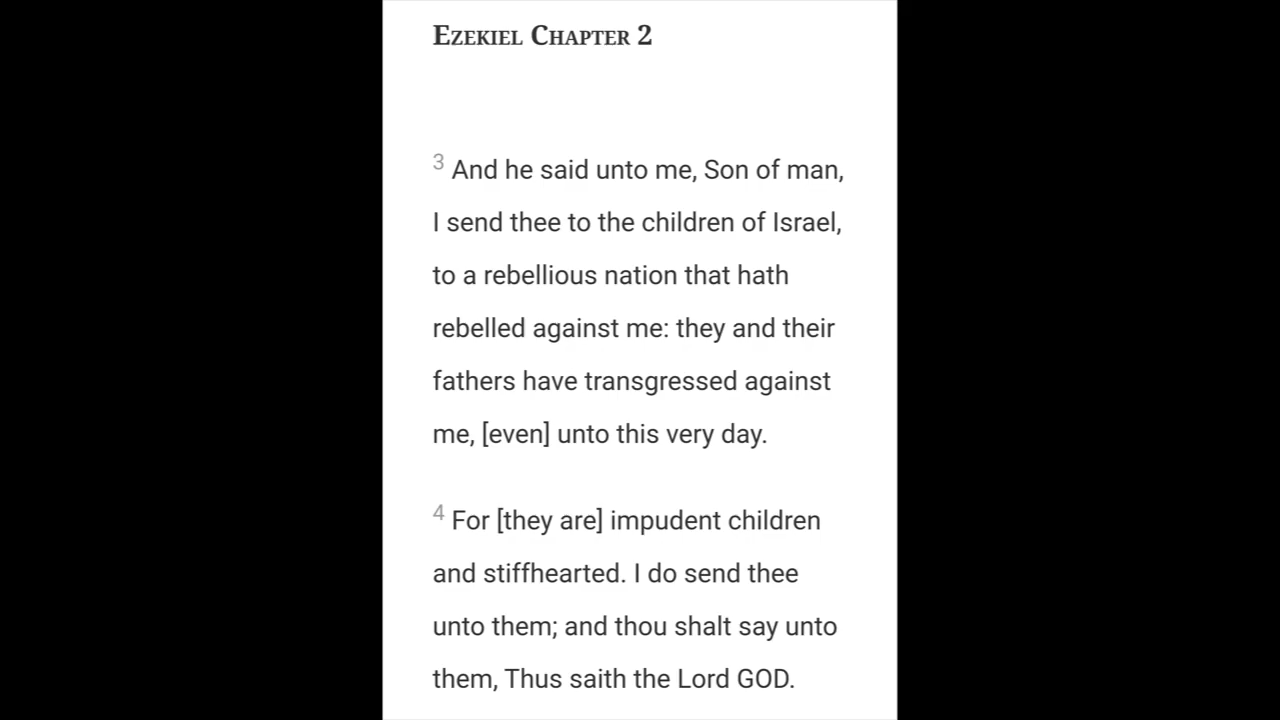 Ezekiel Chapter 2
3 And he said unto me, Son of man,
I send thee to the children of Israel,
to a rebellious nation that hath
rebelled against me: they and their
fathers have transgressed against
me, [even] unto this very day.
4 For [they are] impudent children
and stiffhearted. I do send thee
unto them; and thou shalt say unto
them, Thus saith the Lord GOD.